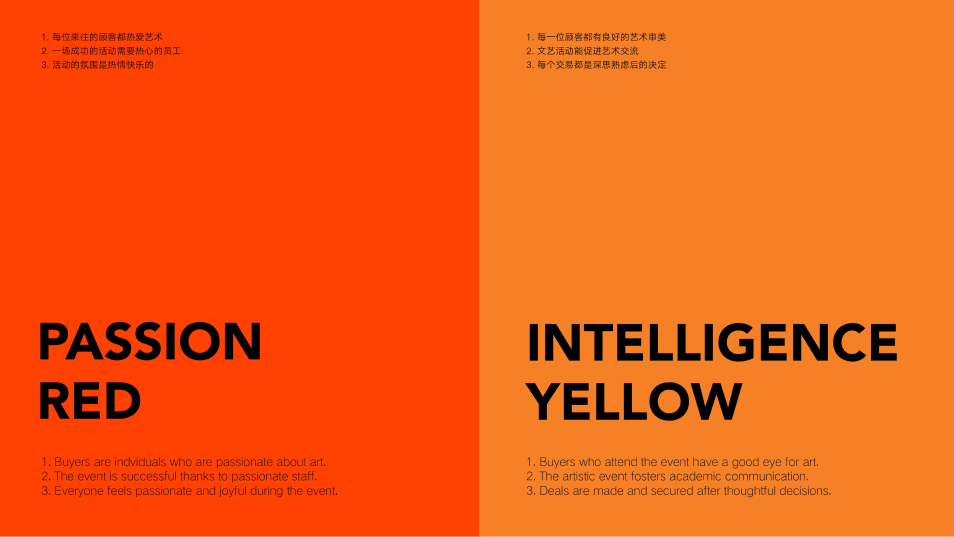 1. 每位来往的顾客都热爱艺术
2. 一场成功的活动需要热心的员工
3. 活动的氛围是热情快乐的
PASSION
RED
1. Buyers are indviduals who are passionate about art.
2. The event is successful thanks to passionate staff.
3. Everyone feels passionate and joyful during the event.
1. 每一位顾客都有良好的艺术审美
2. 文艺活动能促进艺术交流
3. 每个交易都是深思熟虑后的决定
INTELLIGENCE
YELLOW
1. Buyers who attend the event have a good eye for art.
2. The artistic event fosters academic communication.
3. Deals are made and secured after thoughtful decisions.